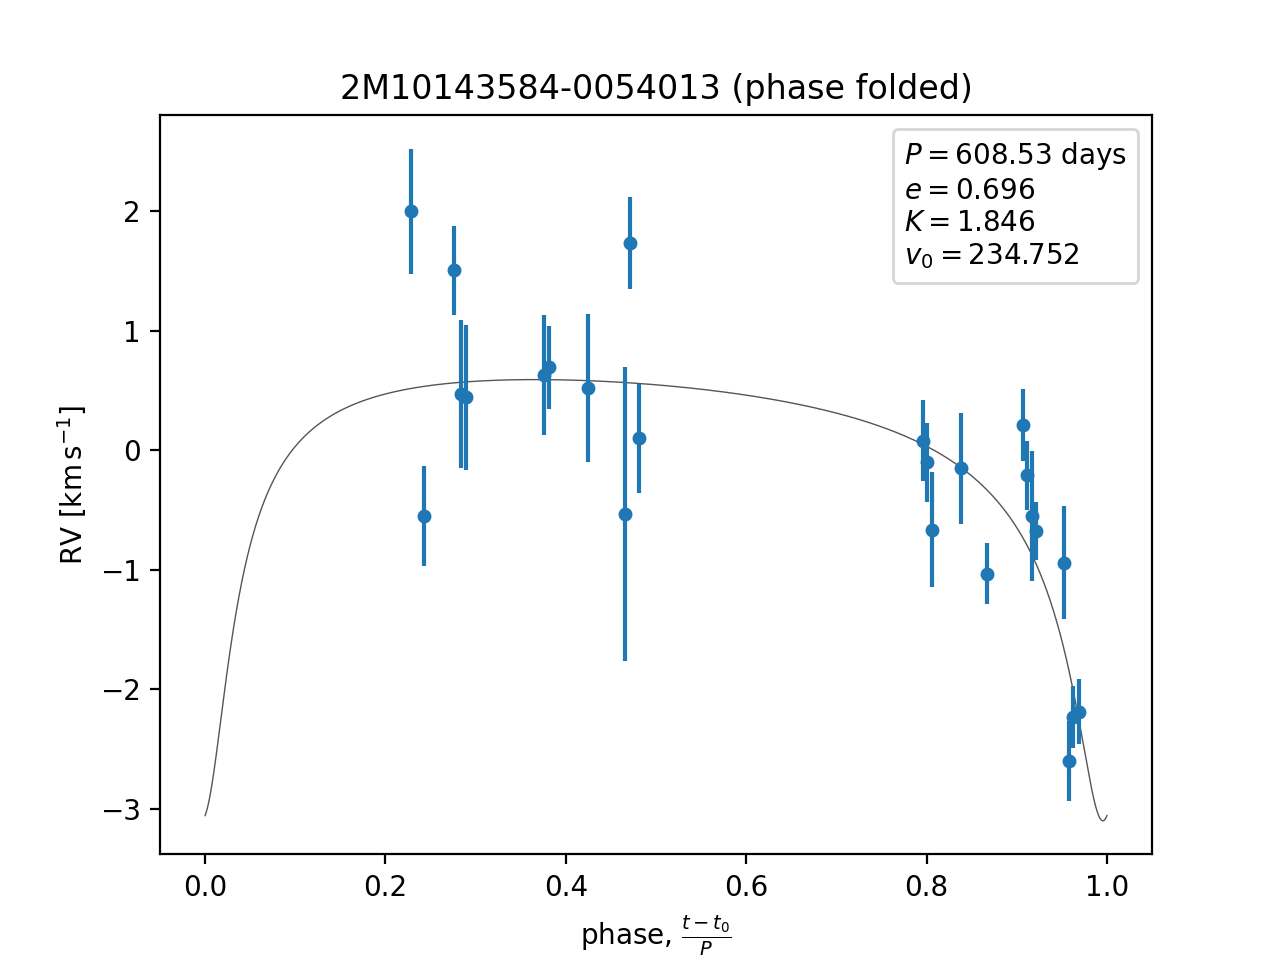 2M10143584-0054013 (phase folded)
P = 608.53 days
e = 0.696
K = 1.846
v₀ = 234.752
RV [km s⁻¹]
2
1
0
−1
−2
−3
0.0 0.2 0.4 0.6 0.8 1.0
phase, (t − t₀)/P